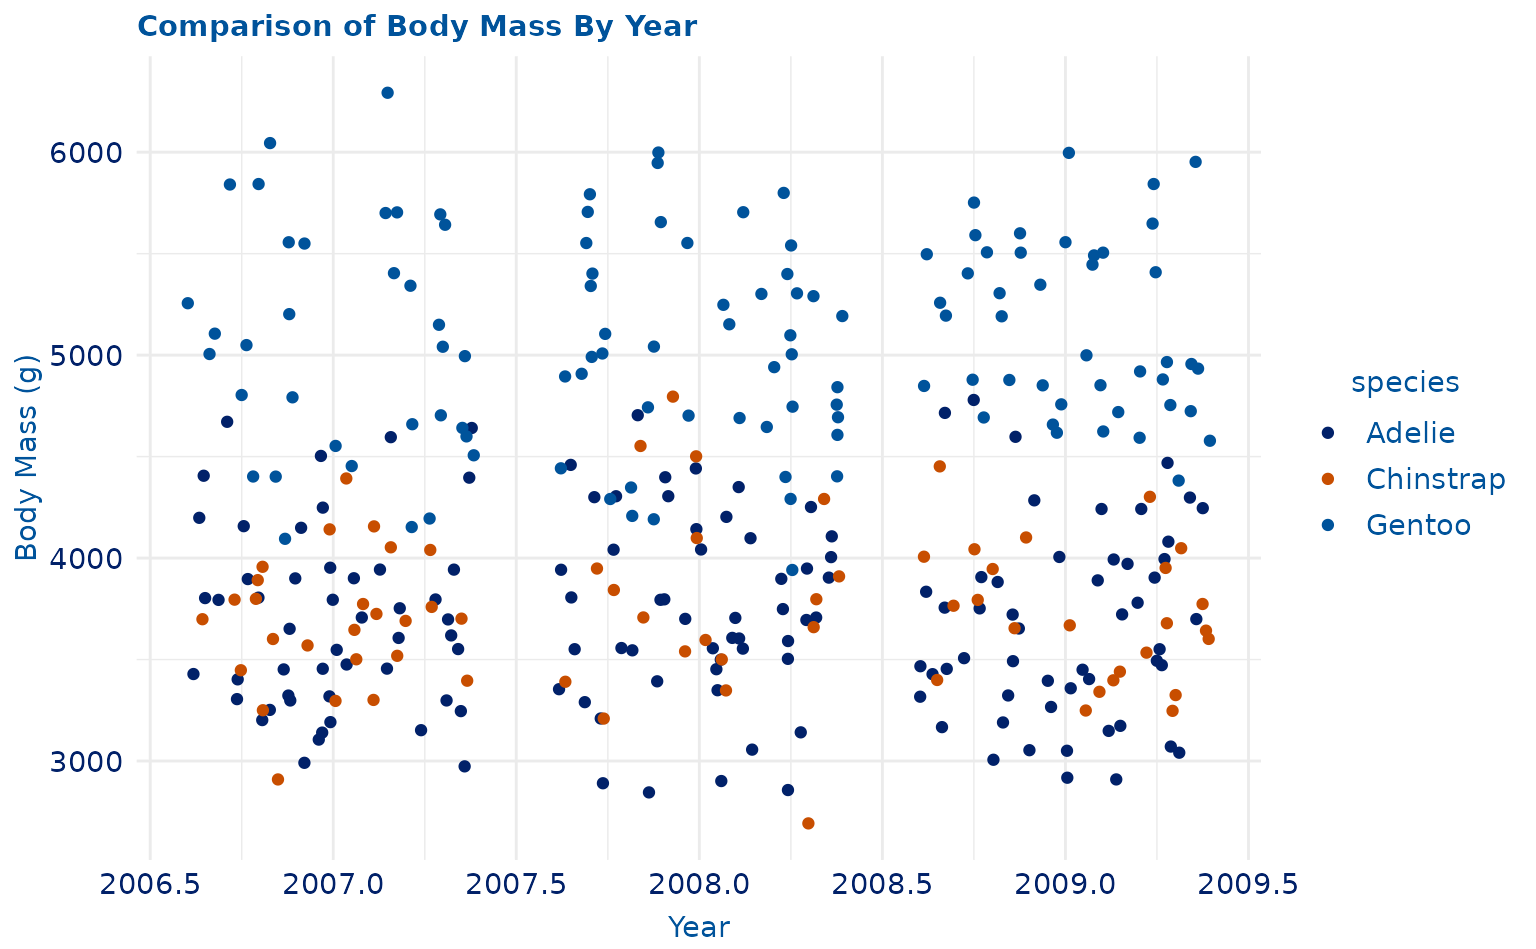 Comparison of Body Mass By Year
Body Mass (g)
6000
5000
4000
3000
2006.5 2007.0 2007.5 2008.0 2008.5 2009.0 2009.5
Year
species
Adelie
Chinstrap
Gentoo